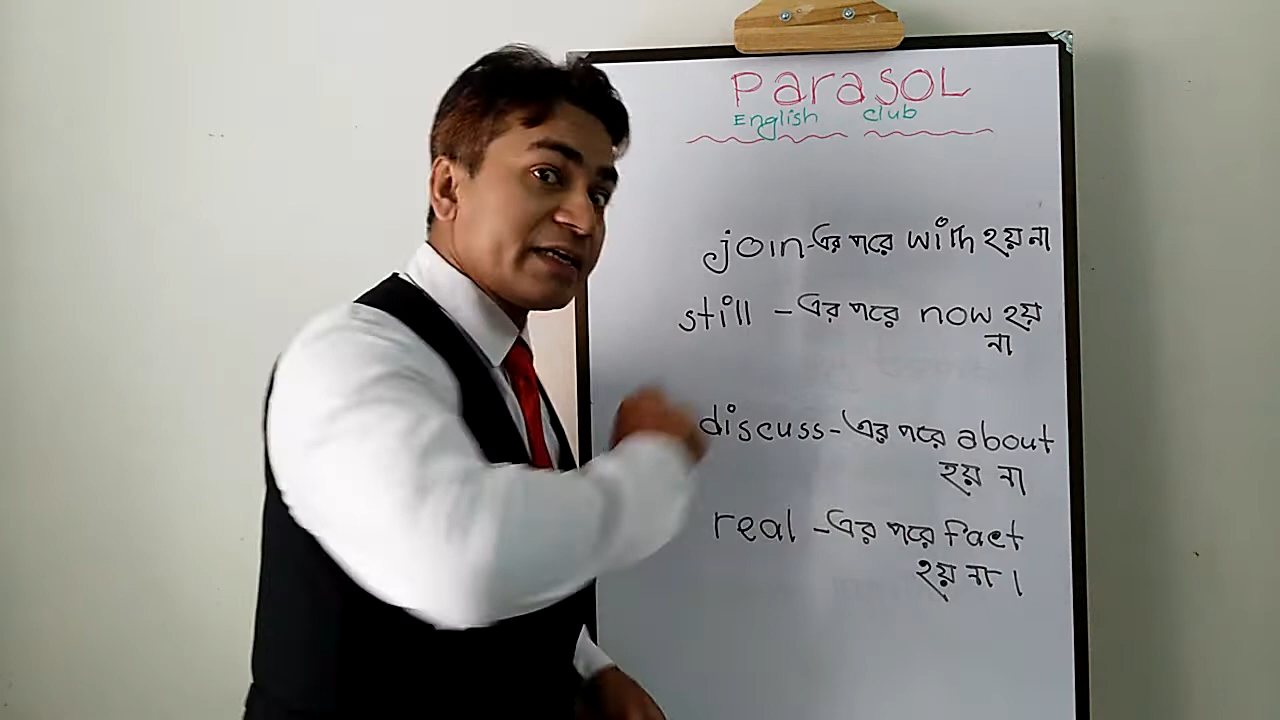 Parasol
English club
join-এর পরে with হয় না
still - এর পরে now হয়
না
discuss - এর পরে about
হয় না
real - এর পরে fact
হয় না।